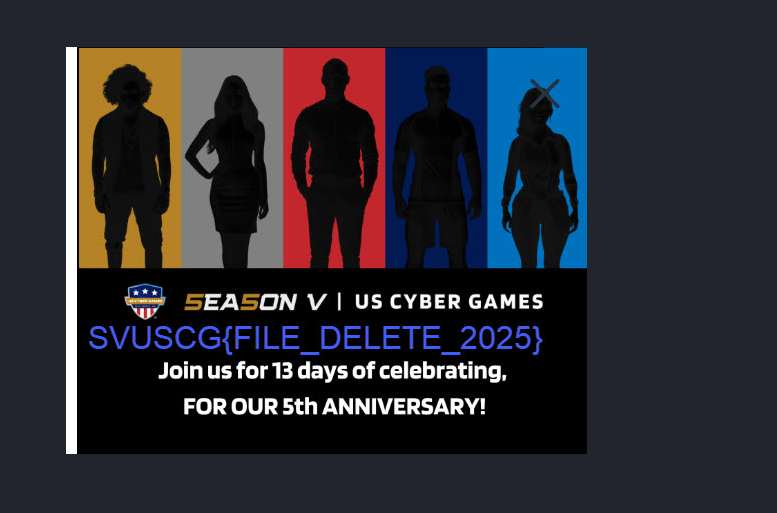 SEASON V | US CYBER GAMES
SVUSCG{FILE_DELETE_2025}
Join us for 13 days of celebrating,
FOR OUR 5th ANNIVERSARY!